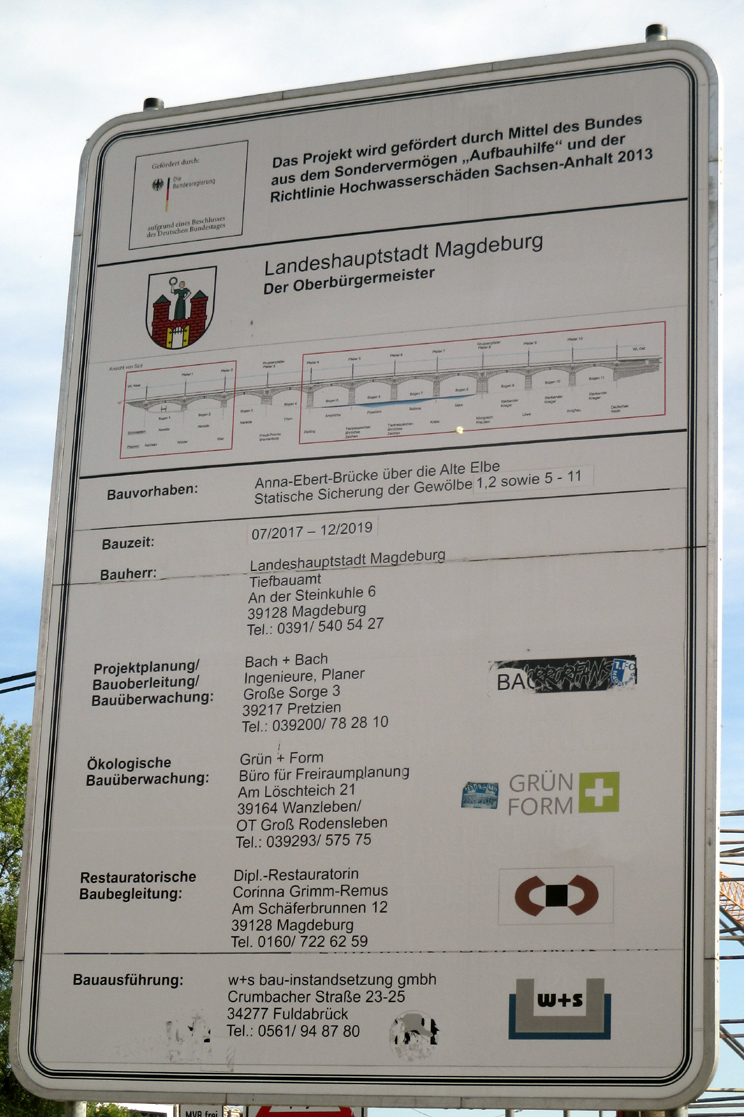 Gefördert durch:
Die
Bundesregierung
aufgrund eines Beschlusses
des Deutschen Bundestages
Das Projekt wird gefördert durch Mittel des Bundes
aus dem Sondervermögen „Aufbauhilfe“ und der
Richtlinie Hochwasserschäden Sachsen-Anhalt 2013
Landeshauptstadt Magdeburg
Der Oberbürgermeister
Bauvorhaben:
Anna-Ebert-Brücke über die Alte Elbe
Statische Sicherung der Gewölbe 1,2 sowie 5 - 11
Bauzeit:
07/2017 – 12/2019
Bauherr:
Landeshauptstadt Magdeburg
Tiefbauamt
An der Steinkuhle 6
39128 Magdeburg
Tel.: 0391/ 540 54 27
Projektplanung/
Bauoberleitung/
Bauüberwachung:
Bach + Bach
Ingenieure, Planer
Große Sorge 3
39217 Pretzien
Tel.: 039200/ 78 28 10
Ökologische
Bauüberwachung:
Grün + Form
Büro für Freiraumplanung
Am Löschteich 21
39164 Wanzleben/
OT Groß Rodensleben
Tel.: 039293/ 575 75
GRÜN
FORM
Restauratorische
Baubegleitung:
Dipl.-Restauratorin
Corinna Grimm-Remus
Am Schäferbrunnen 12
39128 Magdeburg
Tel. 0160/ 722 62 59
Bauausführung:
w+s bau-instandsetzung gmbh
Crumbacher Straße 23-25
34277 Fuldabrück
Tel.: 0561/ 94 87 80
w+s
MVB frei